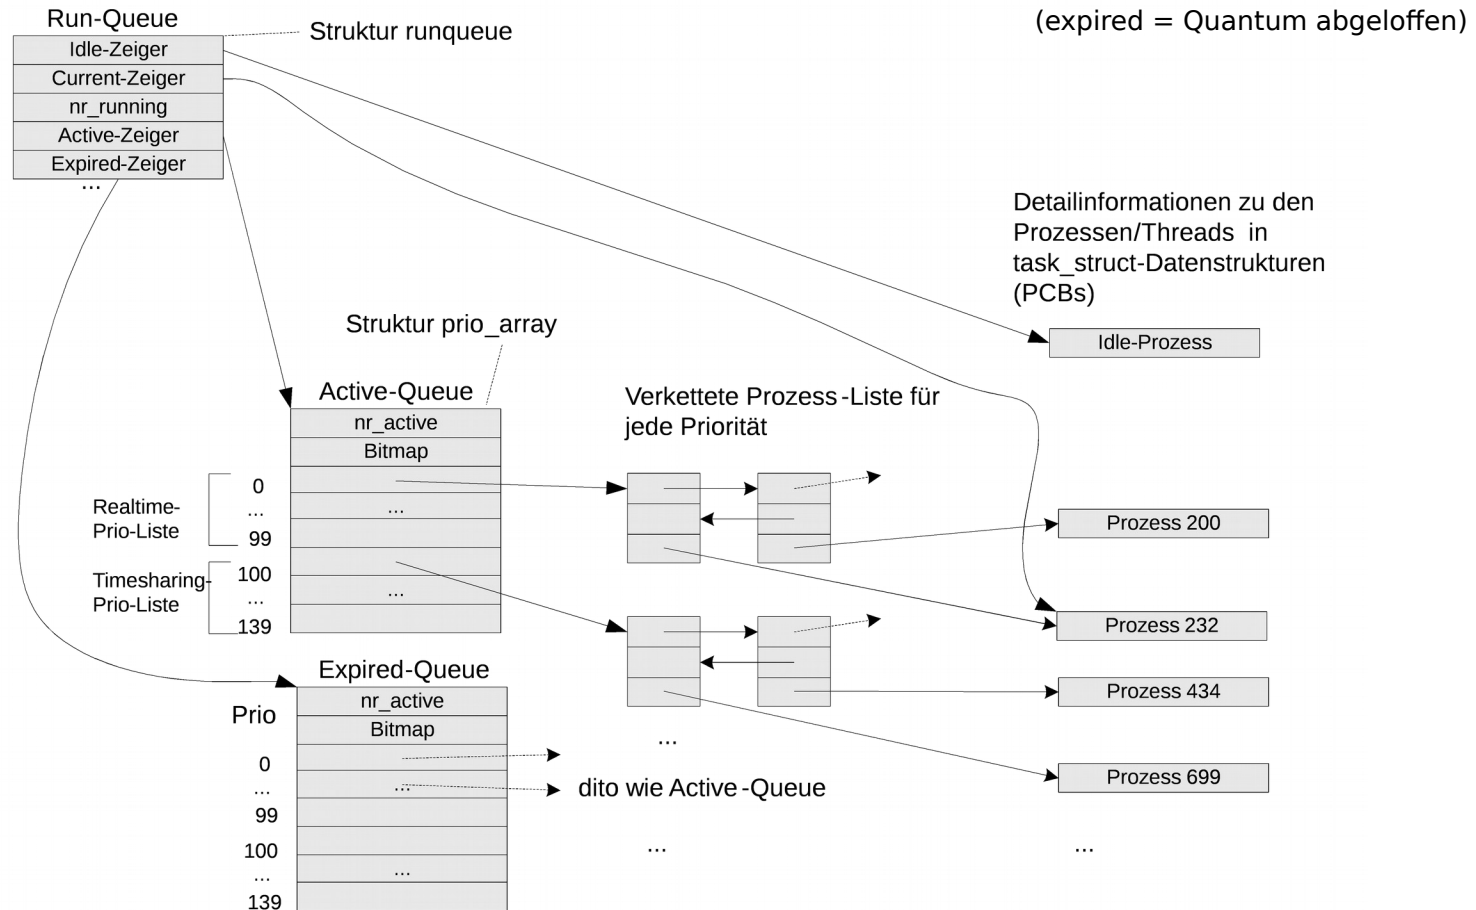 Run-Queue
Idle-Zeiger
Current-Zeiger
nr_running
Active-Zeiger
Expired-Zeiger
...
Struktur runqueue
(expired = Quantum abgeloffen)
Detailinformationen zu den
Prozessen/Threads in
task_struct-Datenstrukturen
(PCBs)
Idle-Prozess
Struktur prio_array
Active-Queue
nr_active
Bitmap
...
...
Realtime-
Prio-Liste
0
...
99
Timesharing-
Prio-Liste
100
...
139
Verkettete Prozess-Liste für
jede Priorität
Prozess 200
Prozess 232
Prozess 434
Prozess 699
...
Expired-Queue
nr_active
Bitmap
...
...
Prio
0
...
99
100
...
139
...
dito wie Active-Queue
...